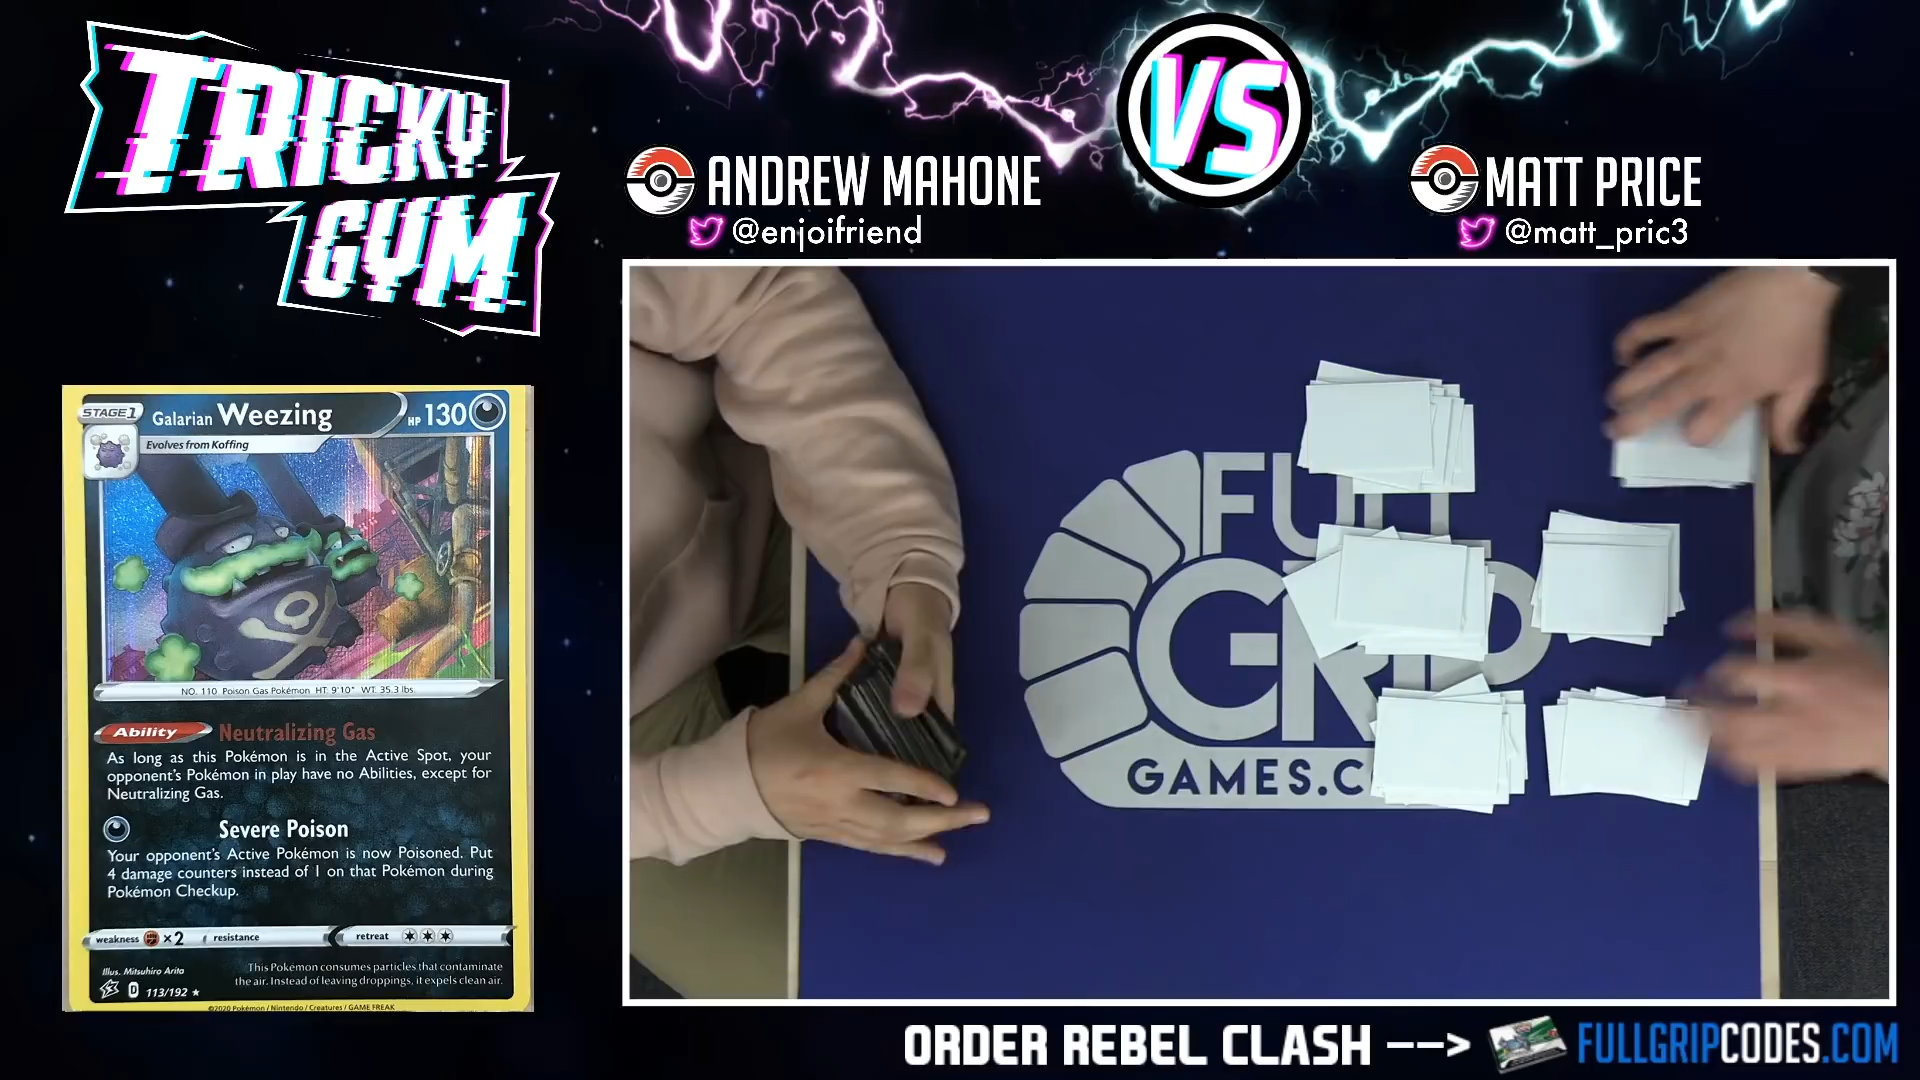 TRICKY
GYM
VS
ANDREW MAHONE
@enjoifriend
MATT PRICE
@matt_pric3
STAGE 1
Galarian Weezing
HP 130
Evolves from Koffing
NO. 110 Poison Gas Pokémon HT: 9'10" WT: 35.3 lbs.
Ability Neutralizing Gas
As long as this Pokémon is in the Active Spot, your
opponent's Pokémon in play have no Abilities, except for
Neutralizing Gas.
Severe Poison
Your opponent's Active Pokémon is now Poisoned. Put
4 damage counters instead of 1 on that Pokémon during
Pokémon Checkup.
weakness ×2 resistance retreat
Illus. Mitsuhiro Arita
D 113/192 ★
This Pokémon consumes particles that contaminate
the air. Instead of leaving droppings, it expels clean air.
©2020 Pokémon / Nintendo / Creatures / GAME FREAK
FULL
GRIP
GAMES.C
ORDER REBEL CLASH --->
FULLGRIPCODES.COM